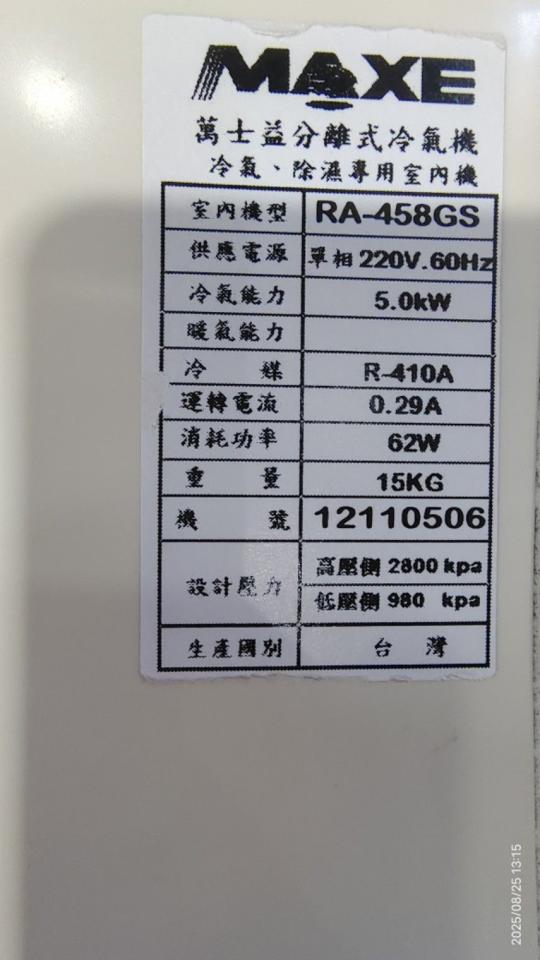 MAXE
萬士益分離式冷氣機
冷氣、除濕專用室內機
室內機型 RA-458GS
供應電源 單相 220V.60Hz
冷氣能力 5.0kW
暖氣能力
冷媒 R-410A
運轉電流 0.29A
消耗功率 62W
重量 15KG
機號 12110506
設計壓力 高壓側 2800 kpa
低壓側 980 kpa
生產國別 台灣
2025/08/25 13:15